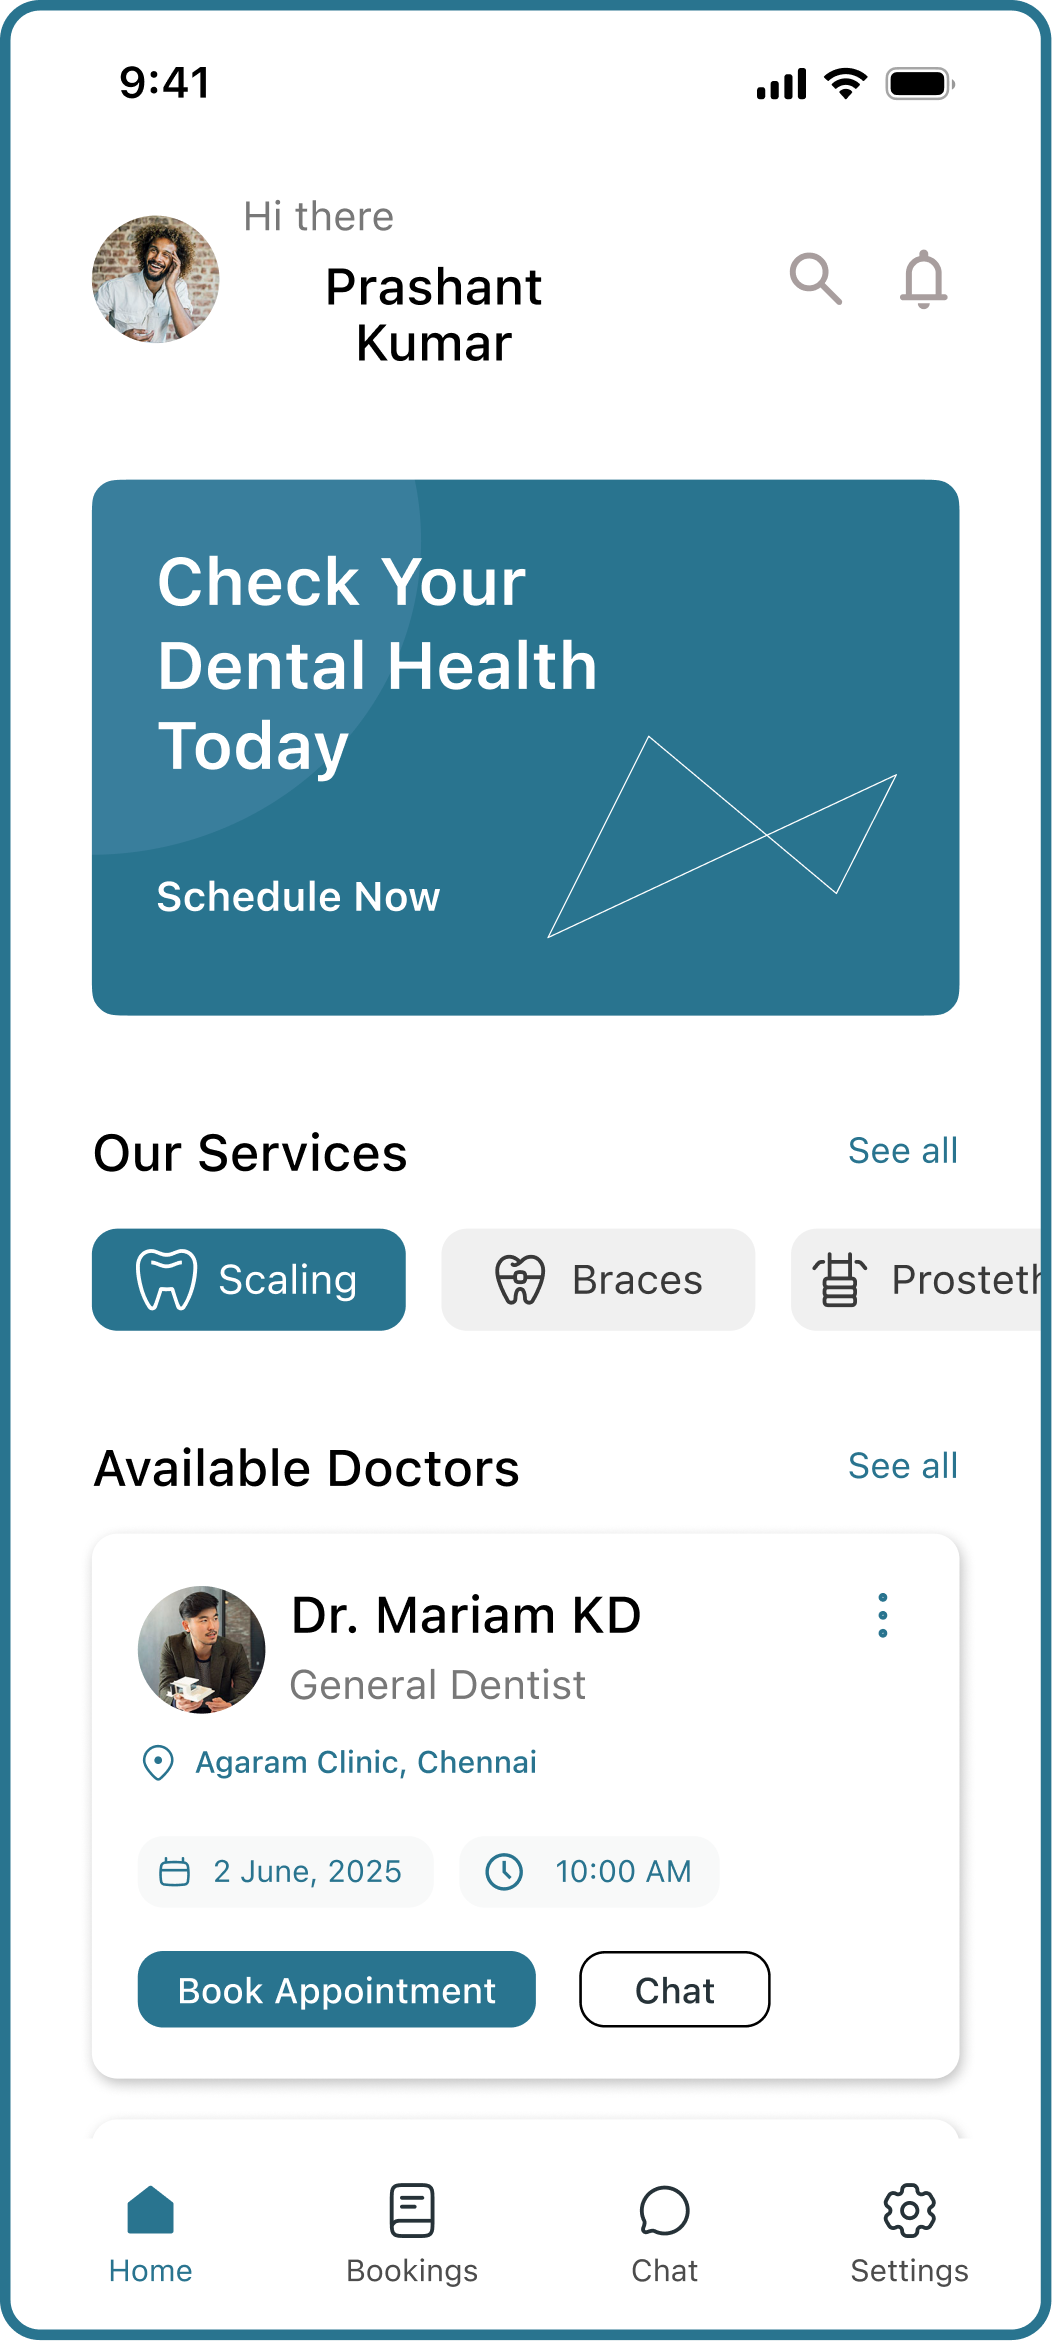 9:41
Hi there
Prashant
Kumar
Check Your
Dental Health
Today
Schedule Now
Our Services
See all
Scaling
Braces
Prosteth
Available Doctors
See all
Dr. Mariam KD
General Dentist
Agaram Clinic, Chennai
2 June, 2025
10:00 AM
Book Appointment
Chat
Home
Bookings
Chat
Settings